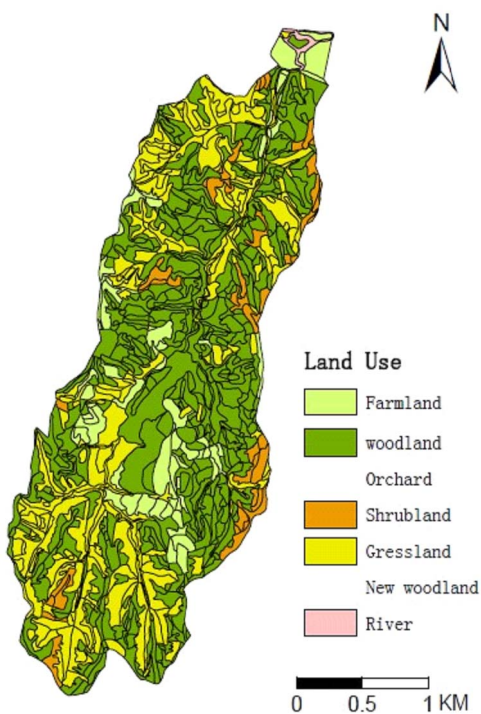 N
Land Use
Farmland
woodland
Orchard
Shrubland
Gressland
New woodland
River
0 0.5 1 KM